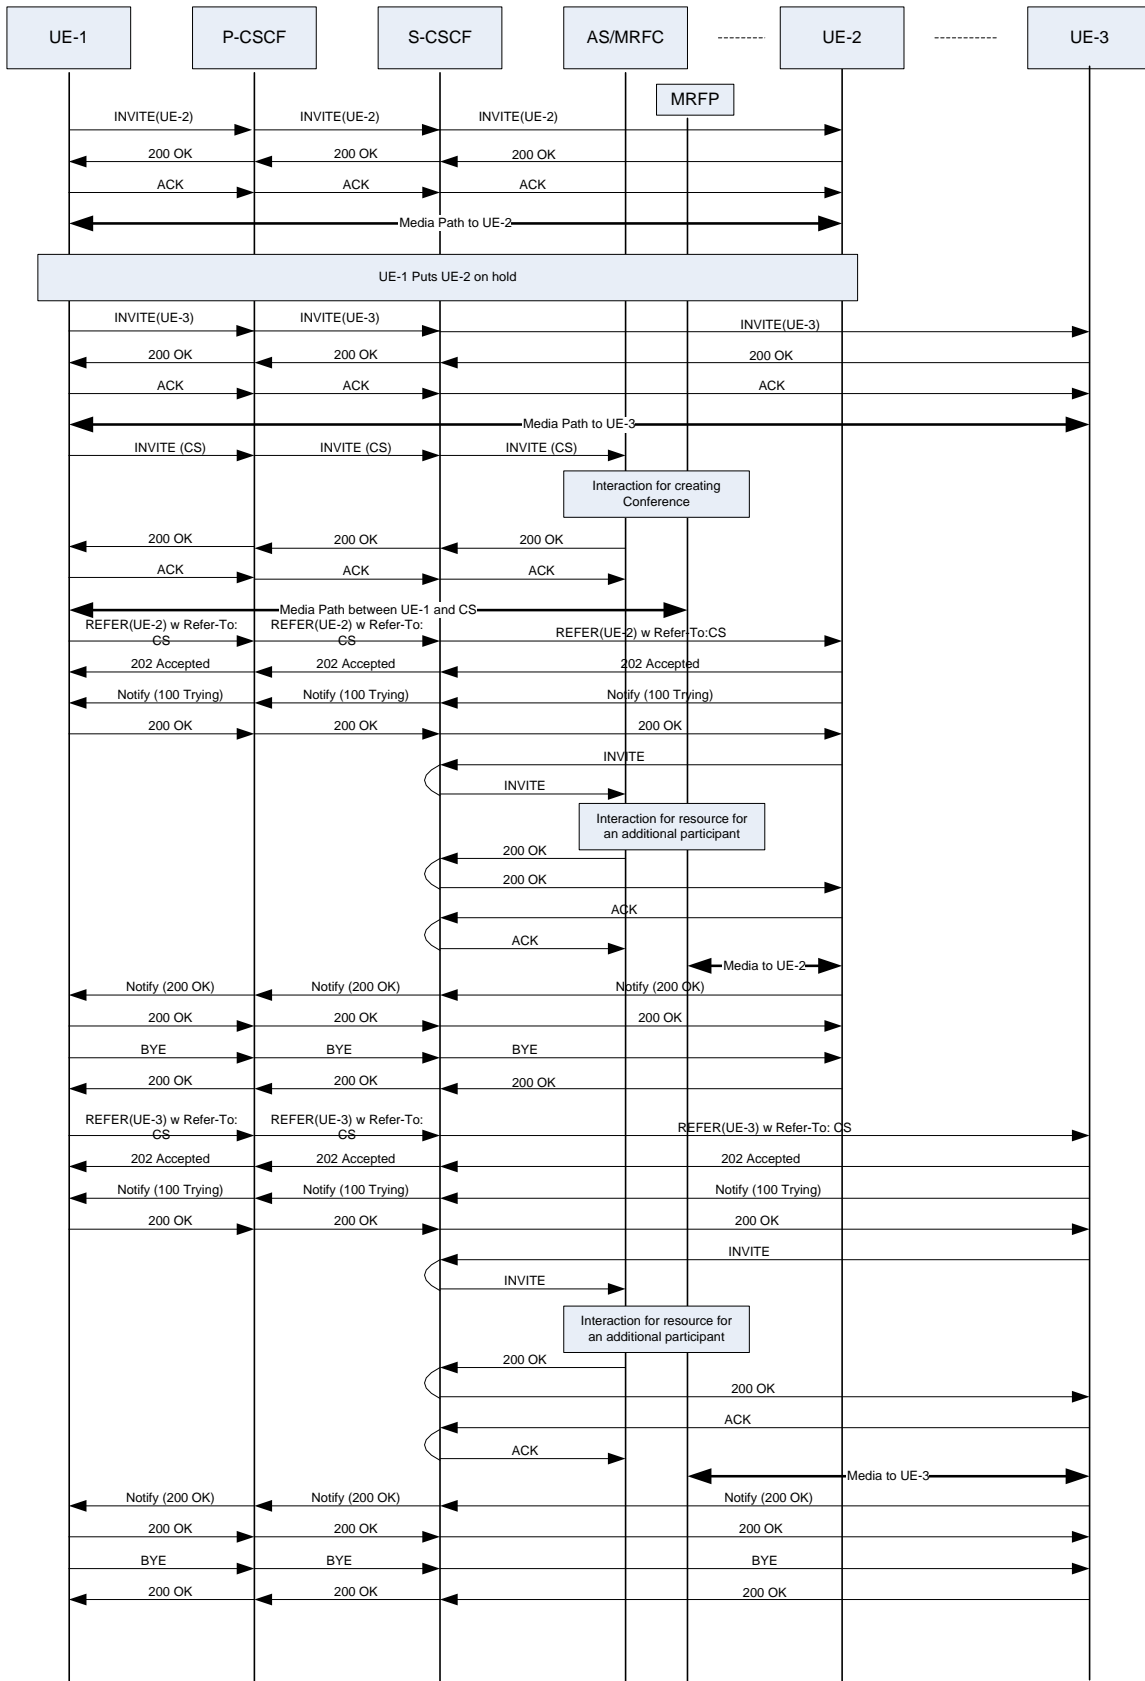 UE-1
P-CSCF
S-CSCF
AS/MRFC
UE-2
UE-3
MRFP
INVITE(UE-2)
INVITE(UE-2)
INVITE(UE-2)
200 OK
200 OK
200 OK
ACK
ACK
ACK
Media Path to UE-2
UE-1 Puts UE-2 on hold
INVITE(UE-3)
INVITE(UE-3)
INVITE(UE-3)
200 OK
200 OK
200 OK
ACK
ACK
ACK
Media Path to UE-3
INVITE (CS)
INVITE (CS)
INVITE (CS)
Interaction for creating
Conference
200 OK
200 OK
200 OK
ACK
ACK
ACK
Media Path between UE-1 and CS
REFER(UE-2) w Refer-To:
CS
REFER(UE-2) w Refer-To:
CS
REFER(UE-2) w Refer-To:CS
202 Accepted
202 Accepted
202 Accepted
Notify (100 Trying)
Notify (100 Trying)
Notify (100 Trying)
200 OK
200 OK
200 OK
INVITE
INVITE
Interaction for resource for
an additional participant
200 OK
200 OK
ACK
ACK
Media to UE-2
Notify (200 OK)
Notify (200 OK)
Notify (200 OK)
200 OK
200 OK
200 OK
BYE
BYE
BYE
200 OK
200 OK
200 OK
REFER(UE-3) w Refer-To:
CS
REFER(UE-3) w Refer-To:
CS
REFER(UE-3) w Refer-To: CS
202 Accepted
202 Accepted
202 Accepted
Notify (100 Trying)
Notify (100 Trying)
Notify (100 Trying)
200 OK
200 OK
200 OK
INVITE
INVITE
Interaction for resource for
an additional participant
200 OK
200 OK
ACK
ACK
Media to UE-3
Notify (200 OK)
Notify (200 OK)
Notify (200 OK)
200 OK
200 OK
200 OK
BYE
BYE
BYE
200 OK
200 OK
200 OK